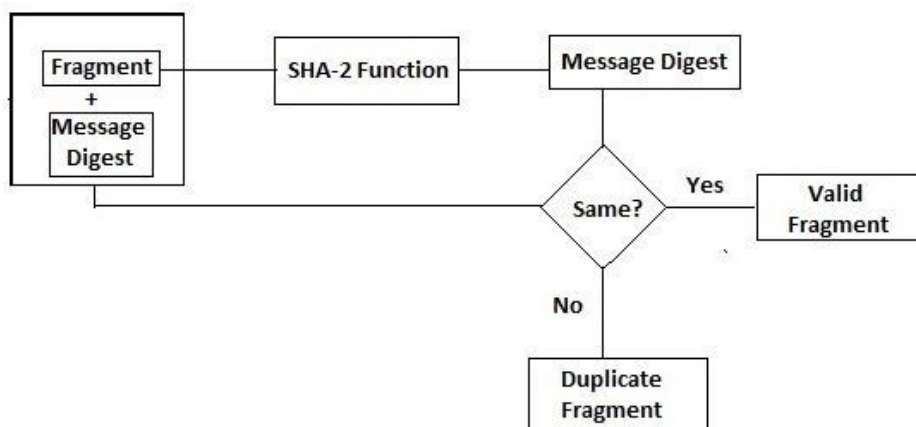 Fragment
+
Message
Digest
SHA-2 Function
Message Digest
Same?
Yes
Valid
Fragment
No
Duplicate
Fragment